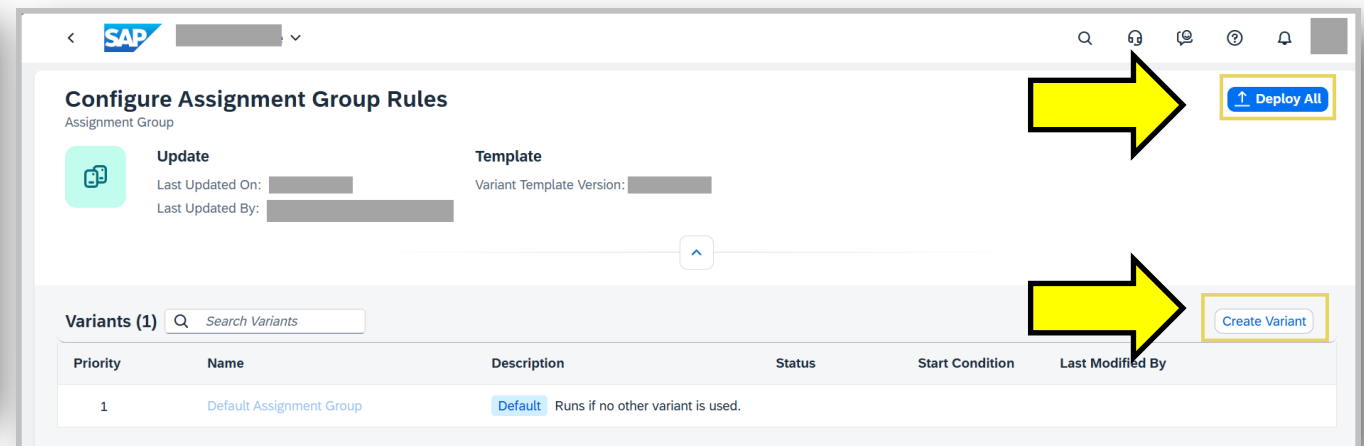 SAP
Configure Assignment Group Rules
Deploy All
Assignment Group
Update
Template
Last Updated On:
Variant Template Version:
Last Updated By:
Variants (1) Search Variants
Create Variant
Priority Name Description Status Start Condition Last Modified By
1 Default Assignment Group Default Runs if no other variant is used.